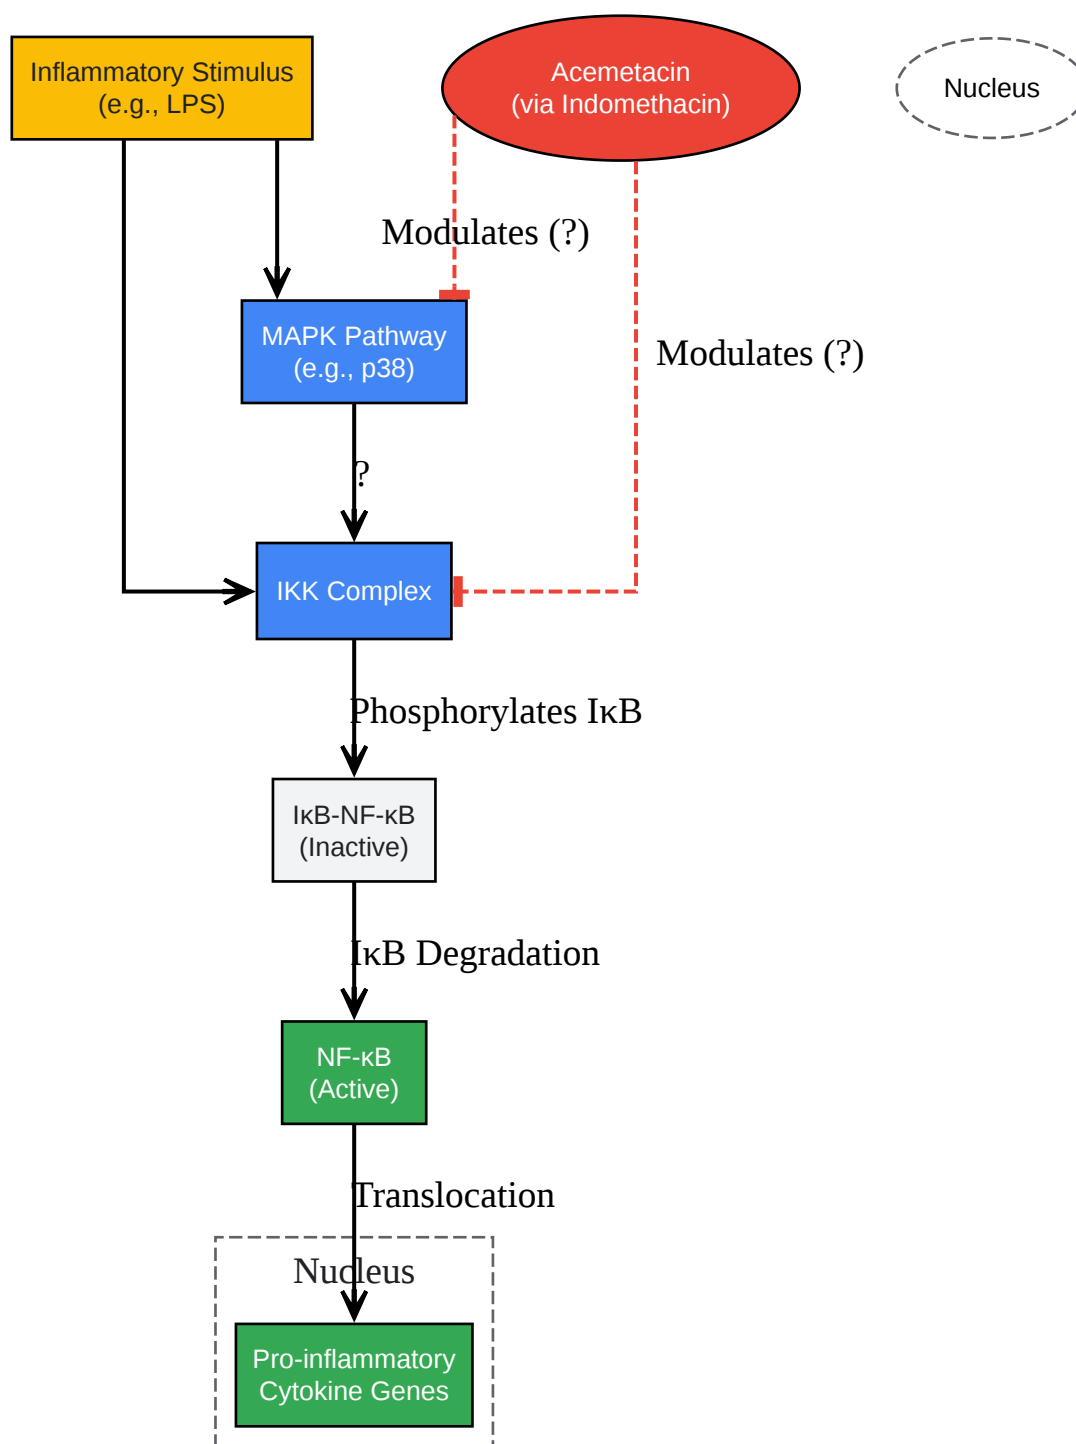 Inflammatory Stimulus
(e.g., LPS)
Acemetacin
(via Indomethacin)
Nucleus
Modulates (?)
MAPK Pathway
(e.g., p38)
Modulates (?)
?
IKK Complex
Phosphorylates IκB
IκB-NF-κB
(Inactive)
IκB Degradation
NF-κB
(Active)
Translocation
Nucleus
Pro-inflammatory
Cytokine Genes